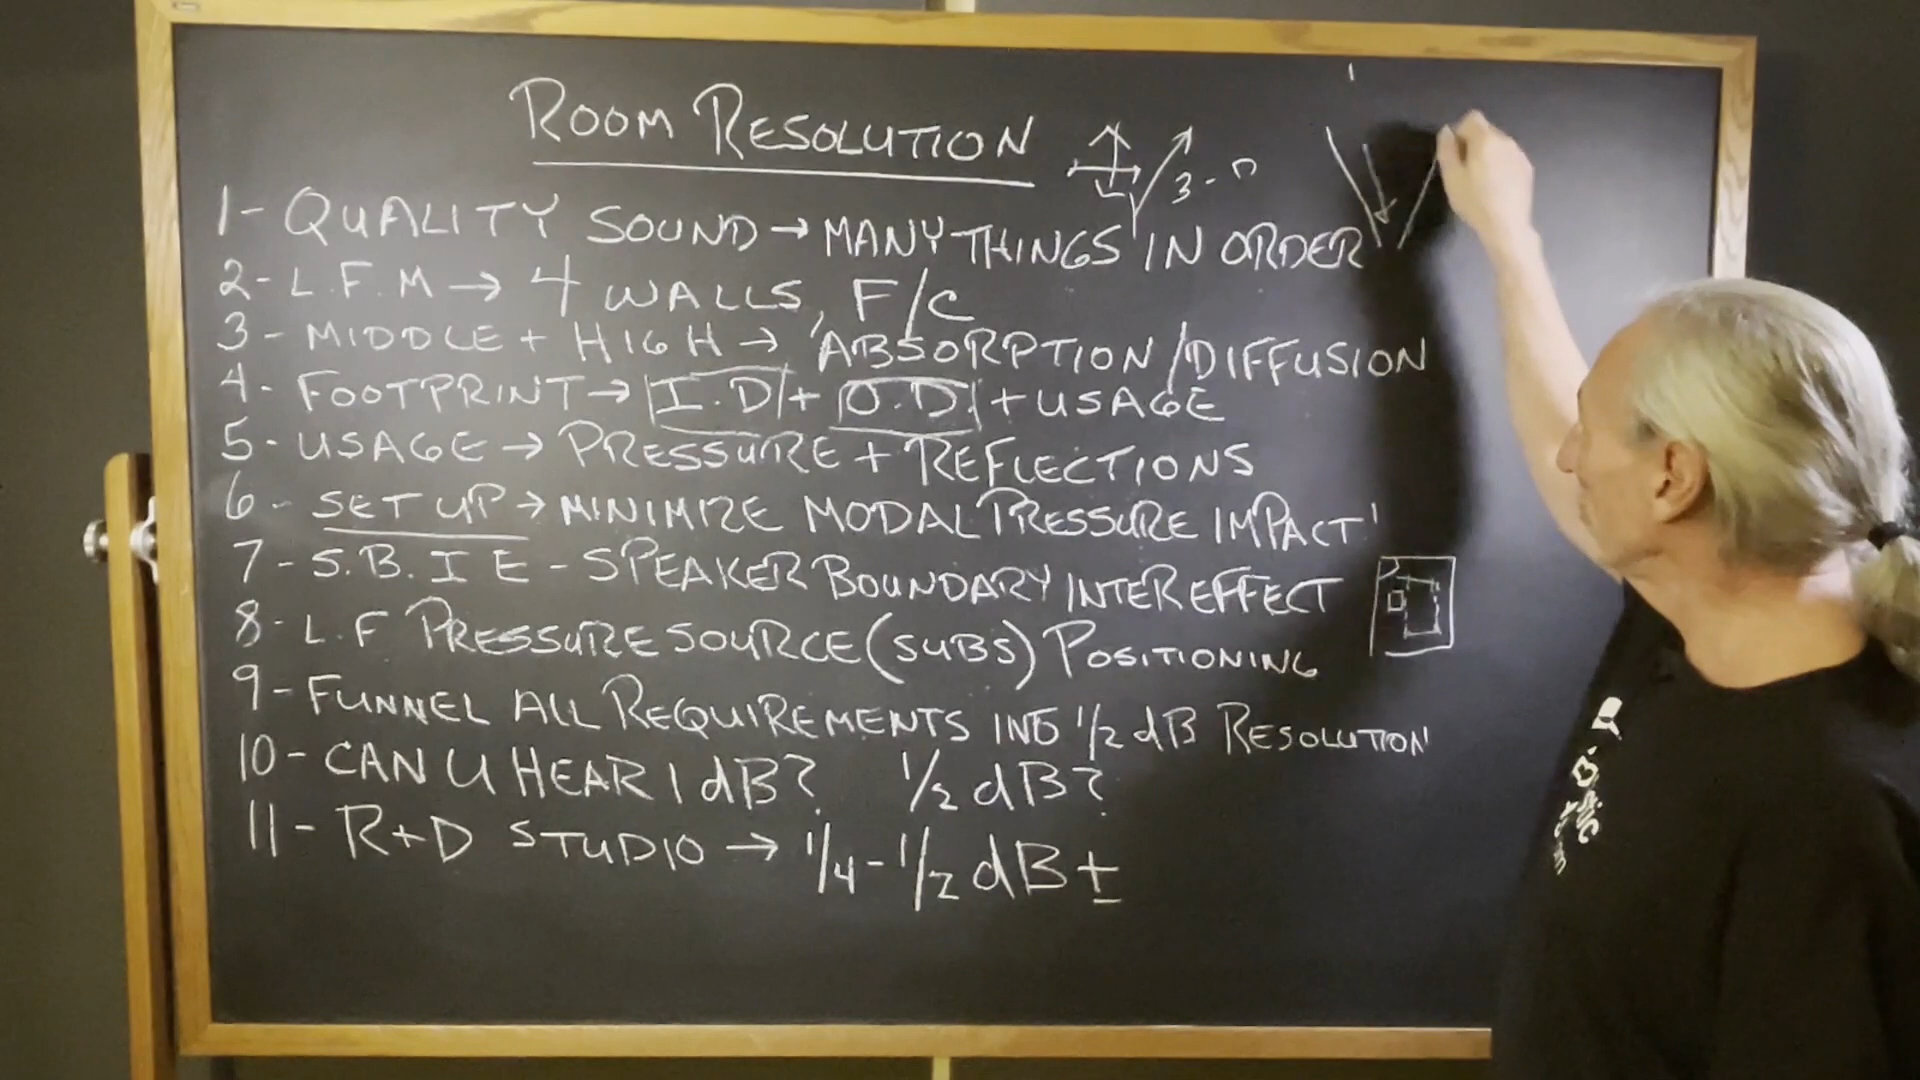 ROOM RESOLUTION
3-D
1- QUALITY SOUND → MANY THINGS IN ORDER
2- L.F.M → 4 WALLS, F/C
3- MIDDLE + HIGH → ABSORPTION/DIFFUSION
4- FOOTPRINT → I.D + O.D. + USAGE
5- USAGE → PRESSURE + REFLECTIONS
6- SET UP → MINIMIZE MODAL PRESSURE IMPACT
7- S.B.I E - SPEAKER BOUNDARY INTER EFFECT
8- L.F PRESSURE SOURCE (SUBS) POSITIONING
9- FUNNEL ALL REQUIREMENTS INTO 1/2 dB RESOLUTION
10- CAN U HEAR 1 dB? 1/2 dB?
11- R+D STUDIO → 1/4-1/2 dB ±